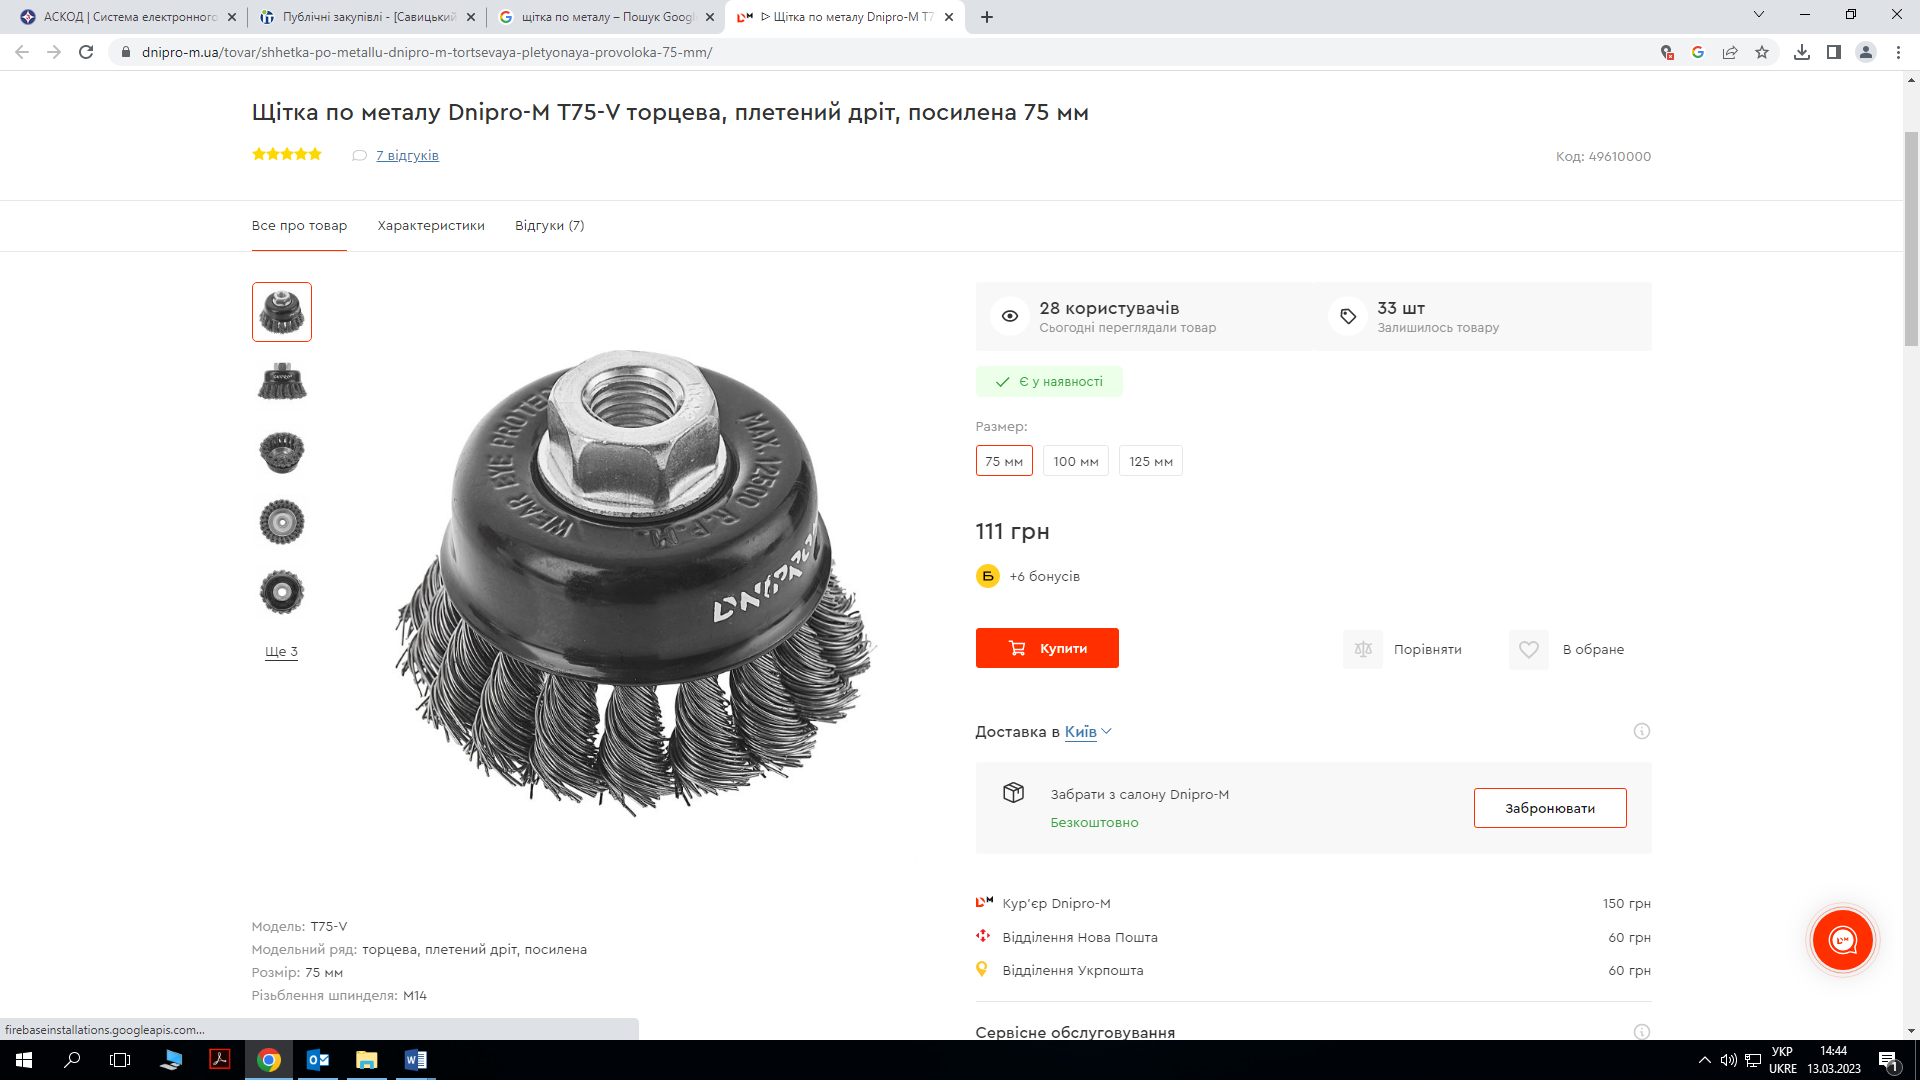 АСКОД | Система електронного
Публічні закупівлі - [Савицький
щітка по металу – Пошук Googl
ᐈ Щітка по металу Dnipro-M T7
dnipro-m.ua/tovar/shhetka-po-metallu-dnipro-m-tortsevaya-pletyonaya-provoloka-75-mm/
Щітка по металу Dnipro-M T75-V торцева, плетений дріт, посилена 75 мм
7 відгуків
Код: 49610000
Все про товар
Характеристики
Відгуки (7)
28 користувачів
Сьогодні переглядали товар
33 шт
Залишилось товару
Є у наявності
Размер:
75 мм
100 мм
125 мм
WEAR EYE PROTE
MAX. 12500 R.P.M.
111 грн
Б
+6 бонусів
Ще 3
Купити
Порівняти
В обране
Доставка в Київ
Забрати з салону Dnipro-M
Безкоштовно
Забронювати
Кур'єр Dnipro-M
150 грн
Відділення Нова Пошта
60 грн
Відділення Укрпошта
60 грн
Модель: T75-V
Модельний ряд: торцева, плетений дріт, посилена
Розмір: 75 мм
Різьблення шпинделя: M14
Сервісне обслуговування
firebaseinstallations.googleapis.com...
УКР
UKRE
14:44
13.03.2023
1